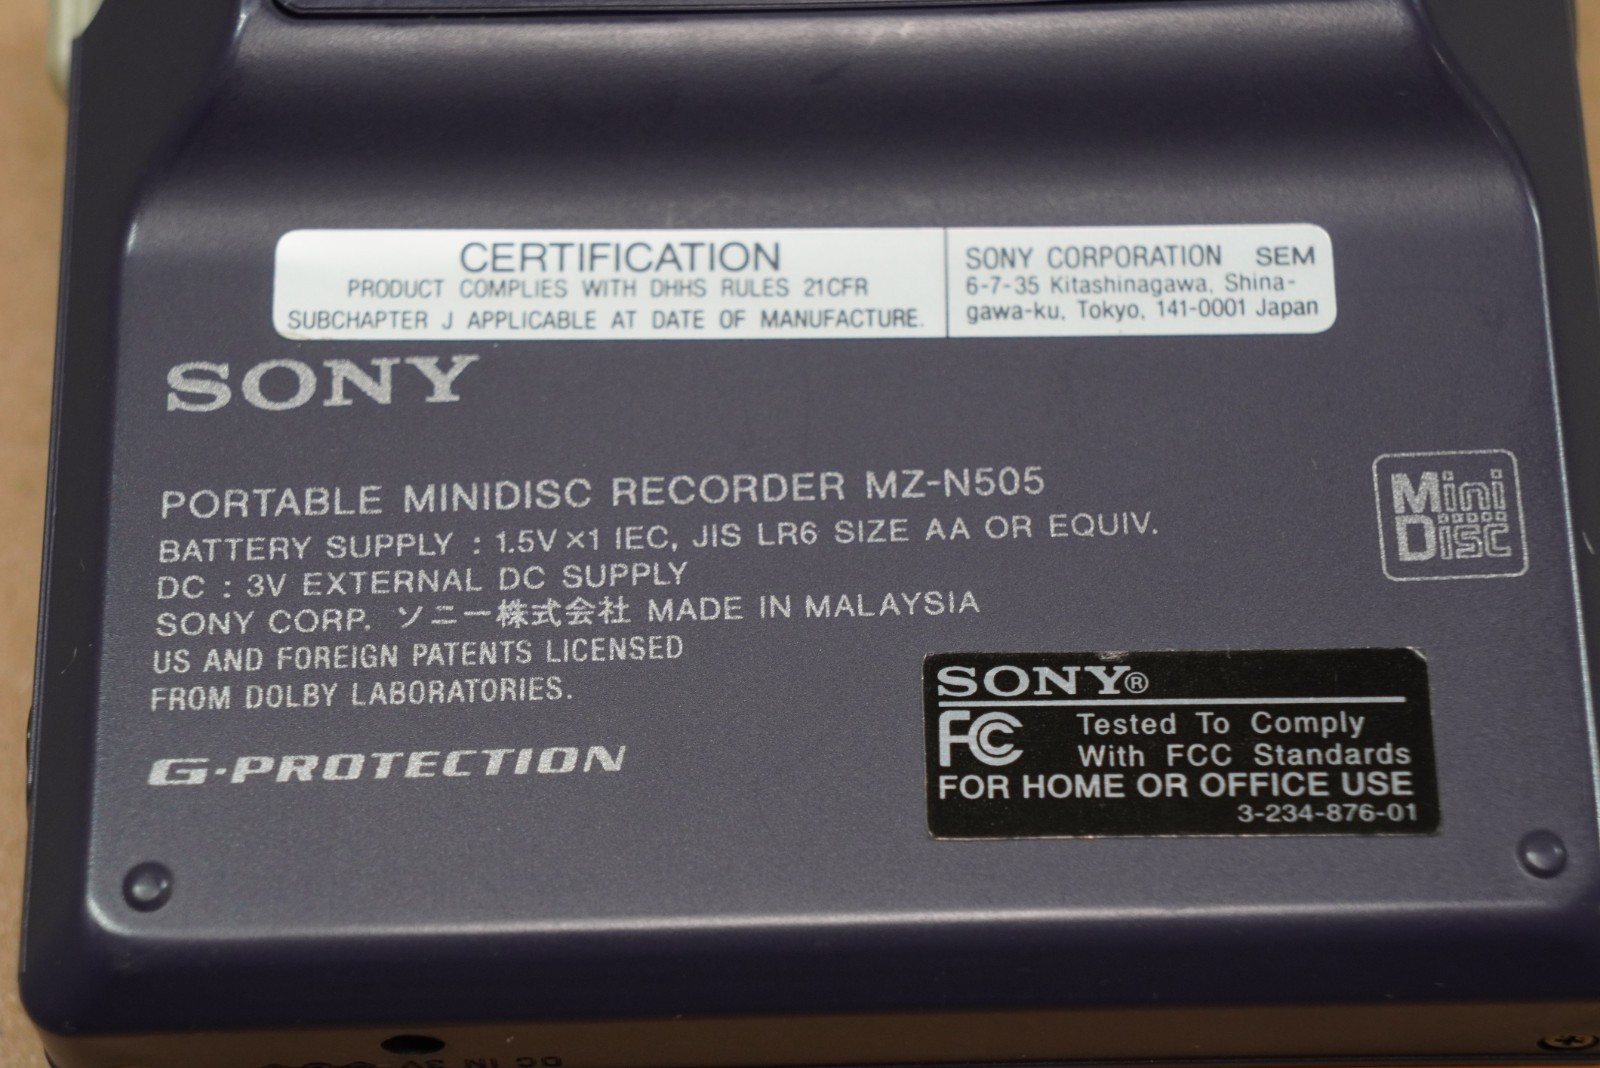 CERTIFICATION
PRODUCT COMPLIES WITH DHHS RULES 21CFR
SUBCHAPTER J APPLICABLE AT DATE OF MANUFACTURE.
SONY CORPORATION SEM
6-7-35 Kitashinagawa, Shina-
gawa-ku, Tokyo, 141-0001 Japan
SONY
PORTABLE MINIDISC RECORDER MZ-N505
BATTERY SUPPLY : 1.5V×1 IEC, JIS LR6 SIZE AA OR EQUIV.
DC : 3V EXTERNAL DC SUPPLY
SONY CORP. ソニー株式会社 MADE IN MALAYSIA
US AND FOREIGN PATENTS LICENSED
FROM DOLBY LABORATORIES.
G-PROTECTION
Mini
Disc
SONY®
FC Tested To Comply
With FCC Standards
FOR HOME OR OFFICE USE
3-234-876-01
DC IN 3V